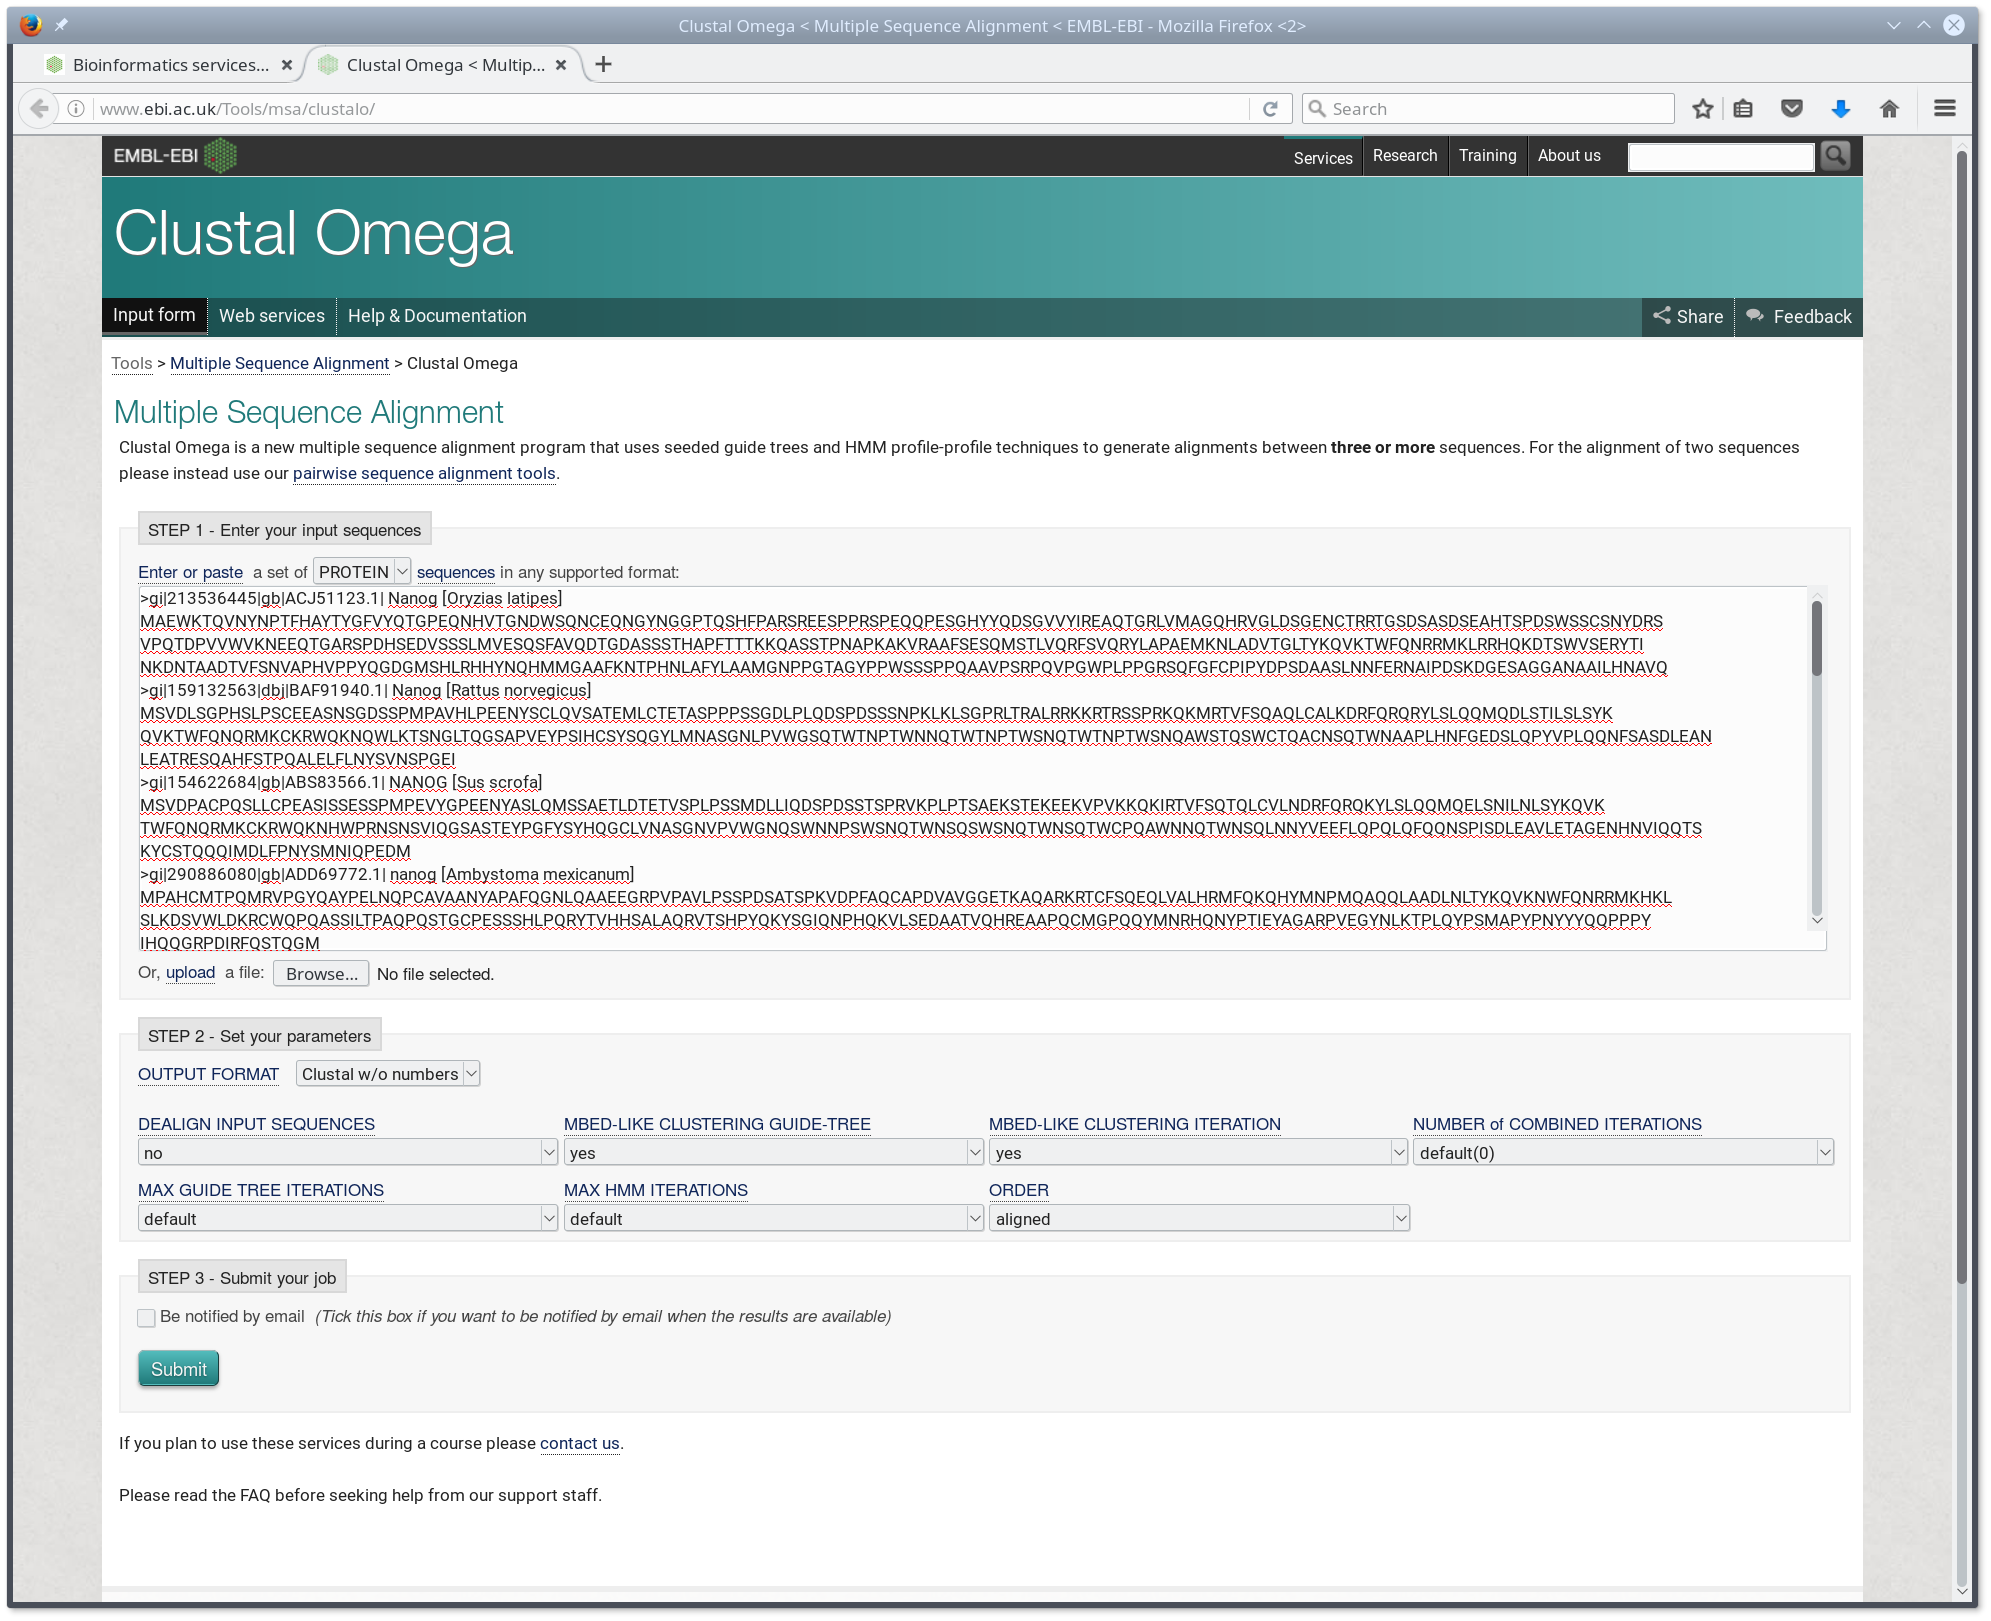 Clustal Omega < Multiple Sequence Alignment < EMBL-EBI - Mozilla Firefox <2>
Bioinformatics services...
Clustal Omega < Multip...
www.ebi.ac.uk/Tools/msa/clustalo/
Search
EMBL-EBI
Services
Research
Training
About us
Clustal Omega
Input form
Web services
Help & Documentation
Share
Feedback
Tools > Multiple Sequence Alignment > Clustal Omega
Multiple Sequence Alignment
Clustal Omega is a new multiple sequence alignment program that uses seeded guide trees and HMM profile-profile techniques to generate alignments between three or more sequences. For the alignment of two sequences
please instead use our pairwise sequence alignment tools.
STEP 1 - Enter your input sequences
Enter or paste a set of PROTEIN sequences in any supported format:
>gi|213536445|gb|ACJ51123.1| Nanog [Oryzias latipes]
MAEWKTQVNYNPTFHAYTYGFVYQTGPEQNHVTGNDWSQNCEQNGYNGGPTQSHFPARSREESPPRSPEQQPESGHYYQDSGVVYIREAQTGRLVMAGQHRVGLDSGENCTRRTGSDSASDSEAHTSPDSWSSCSNYDRS
VPQTDPVVWVKNEEQTGARSPDHSEDVSSSLMVESQSFAVQDTGDASSSTHAPFTTTKKQASSTPNAPKAKVRAAFSESQMSTLVQRFSVQRYLAPAEMKNLADVTGLTYKQVKTWFQNRRMKLRRHQKDTSWVSERYTI
NKDNTAADTVFSNVAPHVPPYQGDGMSHLRHHYNQHMMGAAFKNTPHNLAFYLAAMGNPPGTAGYPPWSSSPPQAAVPSRPQVPGWPLPPGRSQFGFCPIPYDPSDAASLNNFERNAIPDSKDGESAGGANAAILHNAVQ
>gi|159132563|dbj|BAF91940.1| Nanog [Rattus norvegicus]
MSVDLSGPHSLPSCEEASNSGDSSPMPAVHLPEENYSCLQVSATEMLCTETASPPPSSGDLPLQDSPDSSSNPKLKLSGPRLTRALRRKKRTRSSPRKQKMRTVFSQAQLCALKDRFQRQRYLSLQQMQDLSTILSLSYK
QVKTWFQNQRMKCKRWQKNQWLKTSNGLTQGSAPVEYPSIHCSYSQGYLMNASGNLPVWGSQTWTNPTWNNQTWTNPTWSNQTWTNPTWSNQAWSTQSWCTQACNSQTWNAAPLHNFGEDSLQPYVPLQQNFSASDLEAN
LEATRESQAHFSTPQALELFLNYSVNSPGEI
>gi|154622684|gb|ABS83566.1| NANOG [Sus scrofa]
MSVDPACPQSLLCPEASISSESSPMPEVYGPEENYASLQMSSAETLDTETVSPLPSSMDLLIQDSPDSSTSPRVKPLPTSAEKSTEKEEKVPVKKQKIRTVFSQTQLCVLNDRFQRQKYLSLQQMQELSNILNLSYKQVK
TWFQNQRMKCKRWQKNHWPRNSNSVIQGSASTEYPGFYSYHQGCLVNASGNVPVWGNQSWNNPSWSNQTWNSQSWSNQTWNSQTWCPQAWNNQTWNSQLNNYVEEFLQPQLQFQQNSPISDLEAVLETAGENHNVIQQTS
KYCSTQQQIMDLFPNYSMNIQPEDM
>gi|290886080|gb|ADD69772.1| nanog [Ambystoma mexicanum]
MPAHCMTPQMRVPGYQAYPELNQPCAVAANYAPAFQGNLQAAEEGRPVPAVLPSSPDSATSPKVDPFAQCAPDVAVGGETKAQARKRTCFSQEQLVALHRMFQKQHYMNPMQAQQLAADLNLTYKQVKNWFQNRRMKHKL
SLKDSVWLDKRCWQPQASSILTPAQPQSTGCPESSSHLPQRYTVHHSALAQRVTSHPYQKYSGIQNPHQKVLSEDAATVQHREAAPQCMGPQQYMNRHQNYPTIEYAGARPVEGYNLKTPLQYPSMAPYPNYYYQQPPPY
IHQQGRPDIRFQSTQGM
Or, upload a file: Browse... No file selected.
STEP 2 - Set your parameters
OUTPUT FORMAT Clustal w/o numbers
DEALIGN INPUT SEQUENCES
MBED-LIKE CLUSTERING GUIDE-TREE
MBED-LIKE CLUSTERING ITERATION
NUMBER of COMBINED ITERATIONS
no
yes
yes
default(0)
MAX GUIDE TREE ITERATIONS
MAX HMM ITERATIONS
ORDER
default
default
aligned
STEP 3 - Submit your job
Be notified by email (Tick this box if you want to be notified by email when the results are available)
Submit
If you plan to use these services during a course please contact us.
Please read the FAQ before seeking help from our support staff.